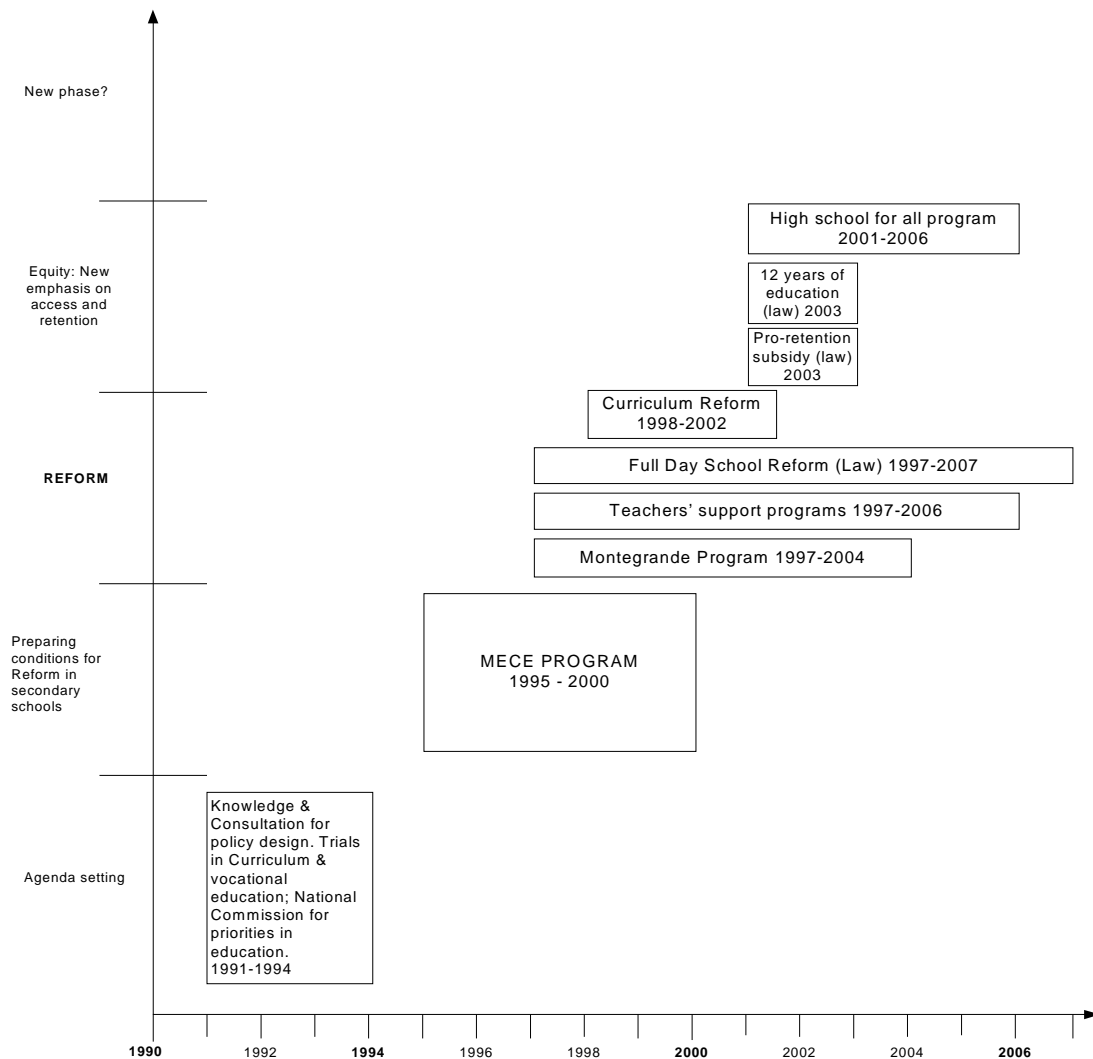 New phase?
High school for all program
2001-2006
Equity: New
emphasis on
access and
retention
12 years of
education
(law) 2003
Pro-retention
subsidy (law)
2003
Curriculum Reform
1998-2002
REFORM
Full Day School Reform (Law) 1997-2007
Teachers' support programs 1997-2006
Montegrande Program 1997-2004
Preparing
conditions for
Reform in
secondary
schools
MECE PROGRAM
1995 - 2000
Agenda setting
Knowledge &
Consultation for
policy design. Trials
in Curriculum &
vocational
education; National
Commission for
priorities in
education.
1991-1994
1990 1992 1994 1996 1998 2000 2002 2004 2006